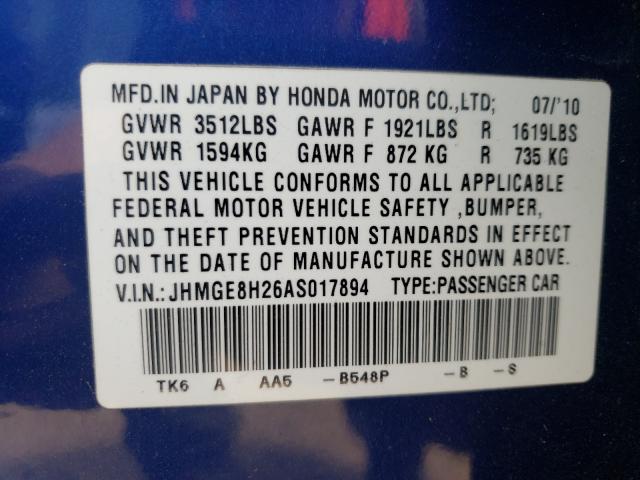 MFD.IN JAPAN BY HONDA MOTOR CO.,LTD; 07/'10
GVWR 3512LBS GAWR F 1921LBS R 1619LBS
GVWR 1594KG GAWR F 872 KG R 735 KG
THIS VEHICLE CONFORMS TO ALL APPLICABLE
FEDERAL MOTOR VEHICLE SAFETY ,BUMPER,
AND THEFT PREVENTION STANDARDS IN EFFECT
ON THE DATE OF MANUFACTURE SHOWN ABOVE.
V.I.N.:JHMGE8H26AS017894 TYPE:PASSENGER CAR
TK6 A AA5 -B548P -B -S